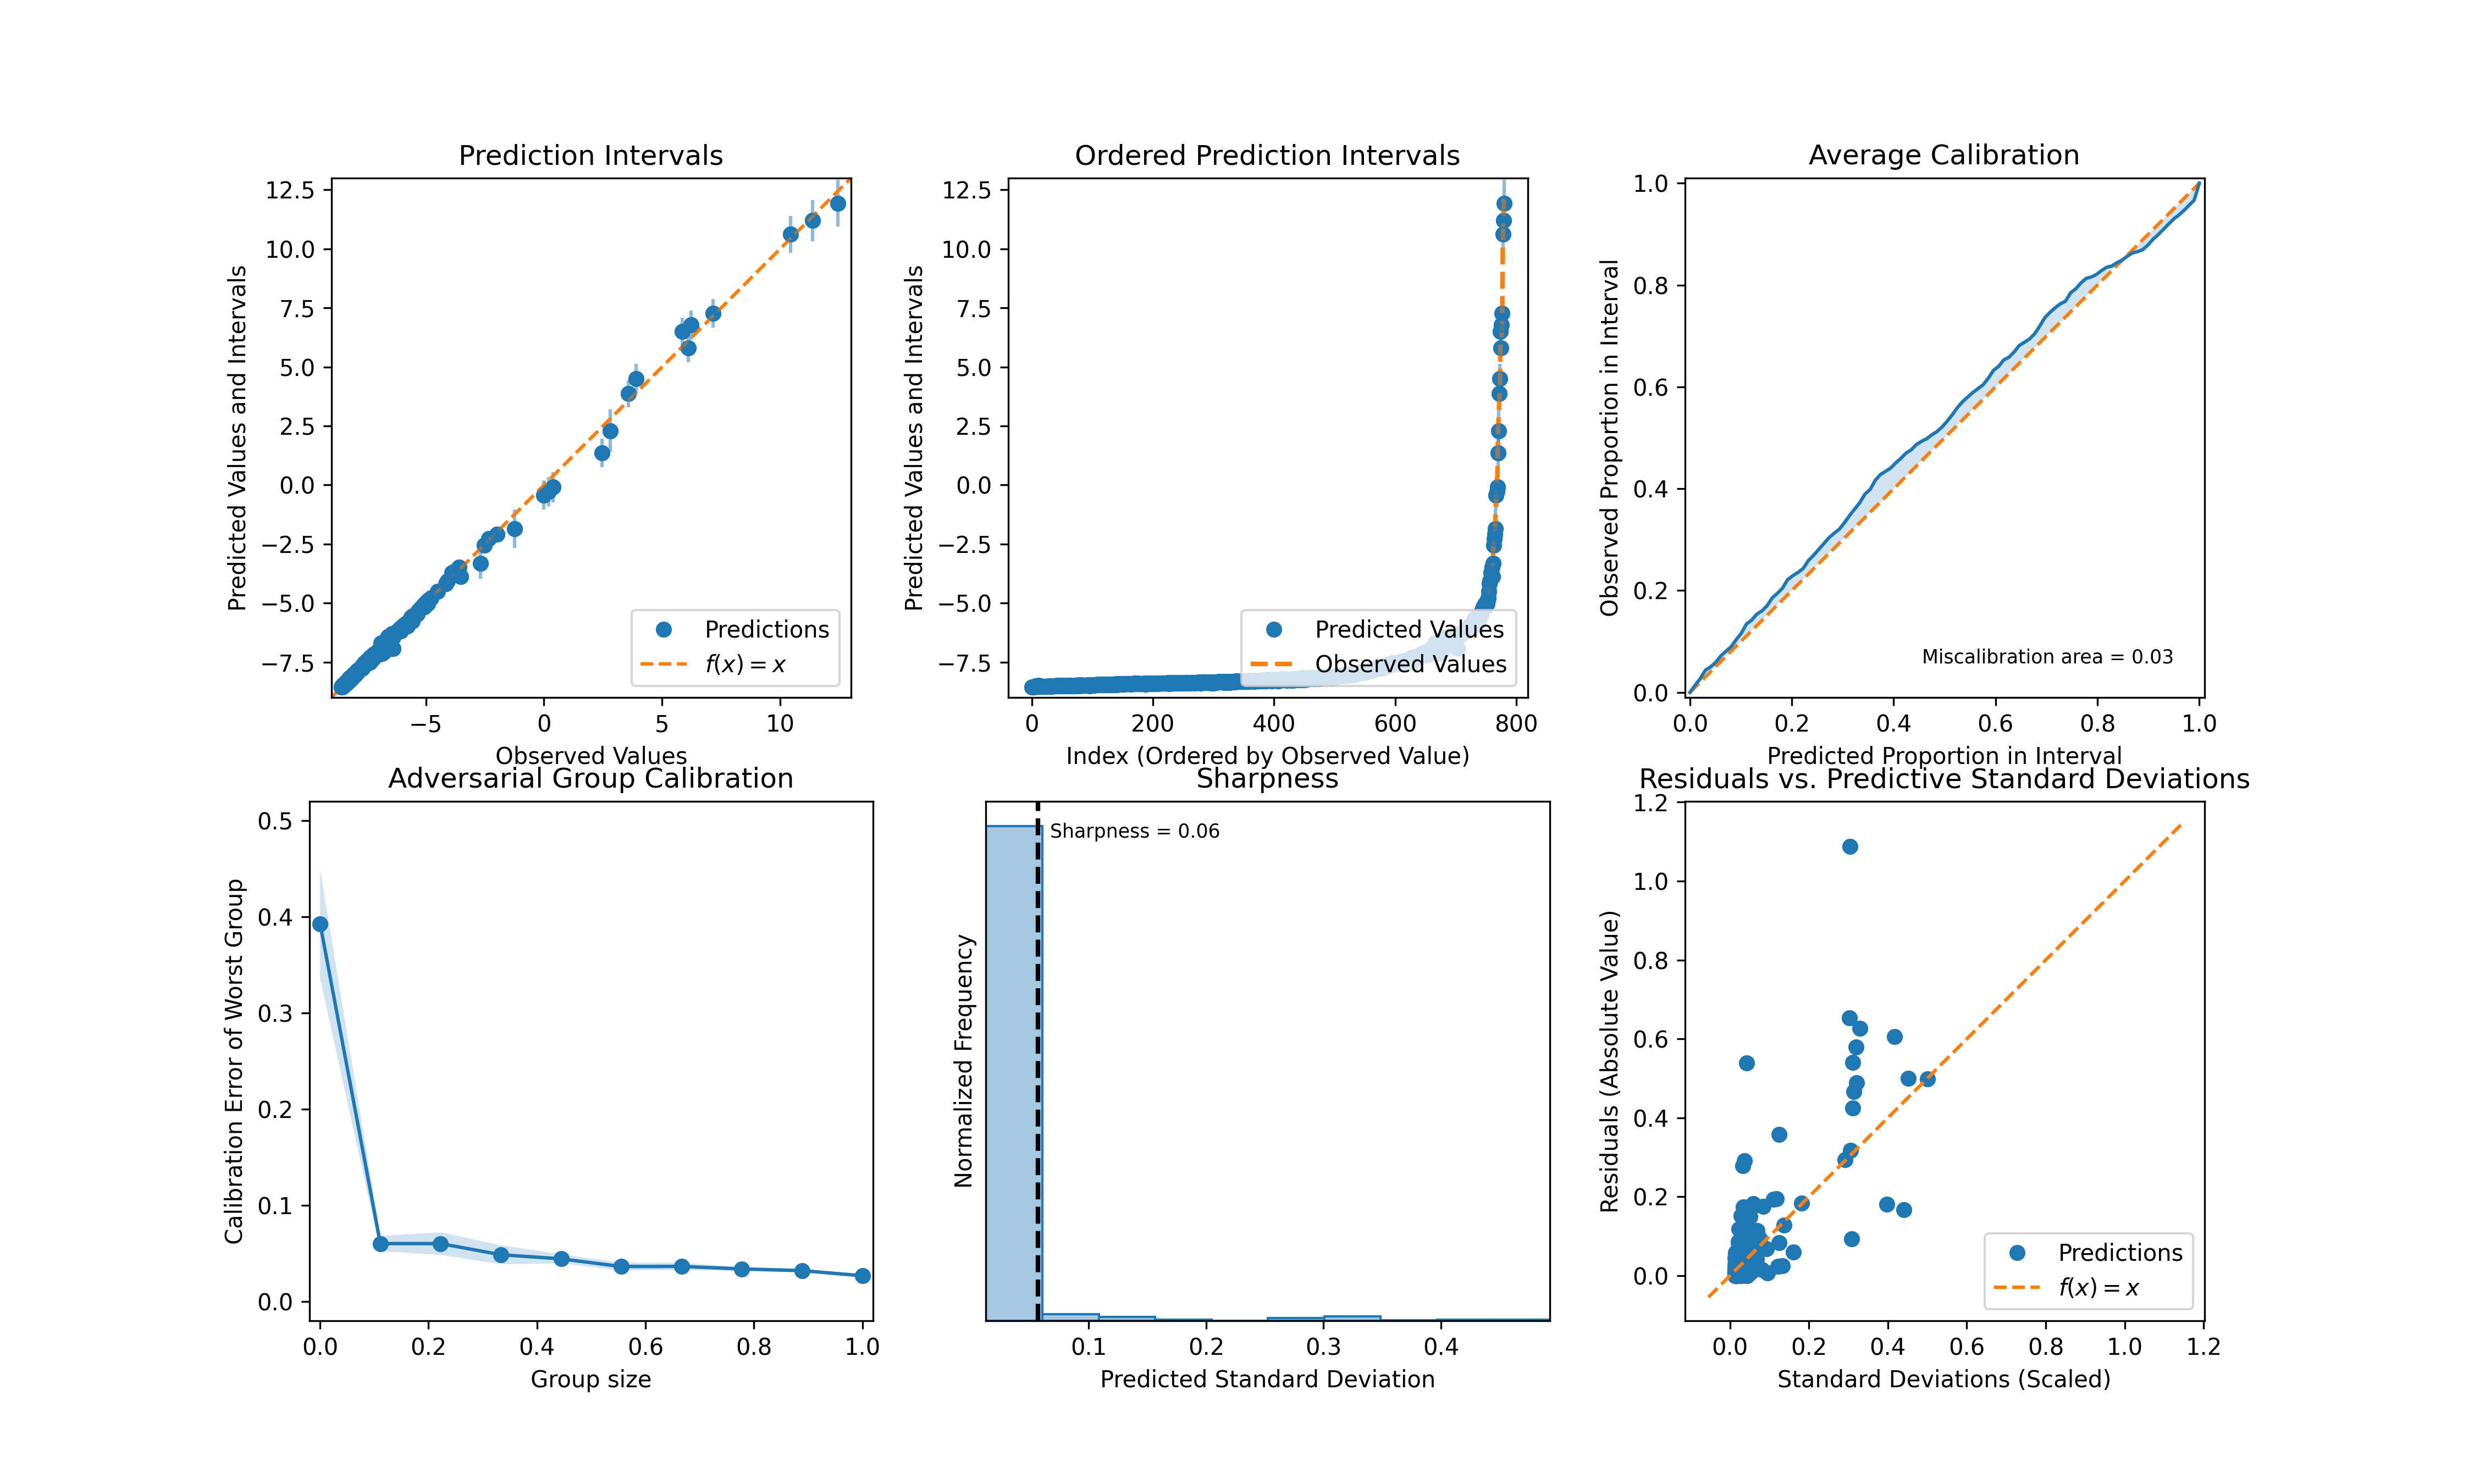 Prediction Intervals
Predicted Values and Intervals
12.5
10.0
7.5
5.0
2.5
0.0
−2.5
−5.0
−7.5
−5
0
5
10
Observed Values
Predictions
f(x) = x
Ordered Prediction Intervals
Predicted Values and Intervals
12.5
10.0
7.5
5.0
2.5
0.0
−2.5
−5.0
−7.5
0
200
400
600
800
Index (Ordered by Observed Value)
Predicted Values
Observed Values
Average Calibration
Observed Proportion in Interval
1.0
0.8
0.6
0.4
0.2
0.0
0.0
0.2
0.4
0.6
0.8
1.0
Predicted Proportion in Interval
Miscalibration area = 0.03
Adversarial Group Calibration
Calibration Error of Worst Group
0.5
0.4
0.3
0.2
0.1
0.0
0.0
0.2
0.4
0.6
0.8
1.0
Group size
Sharpness
Normalized Frequency
Sharpness = 0.06
0.1
0.2
0.3
0.4
Predicted Standard Deviation
Residuals vs. Predictive Standard Deviations
Residuals (Absolute Value)
1.2
1.0
0.8
0.6
0.4
0.2
0.0
0.0
0.2
0.4
0.6
0.8
1.0
1.2
Standard Deviations (Scaled)
Predictions
f(x) = x